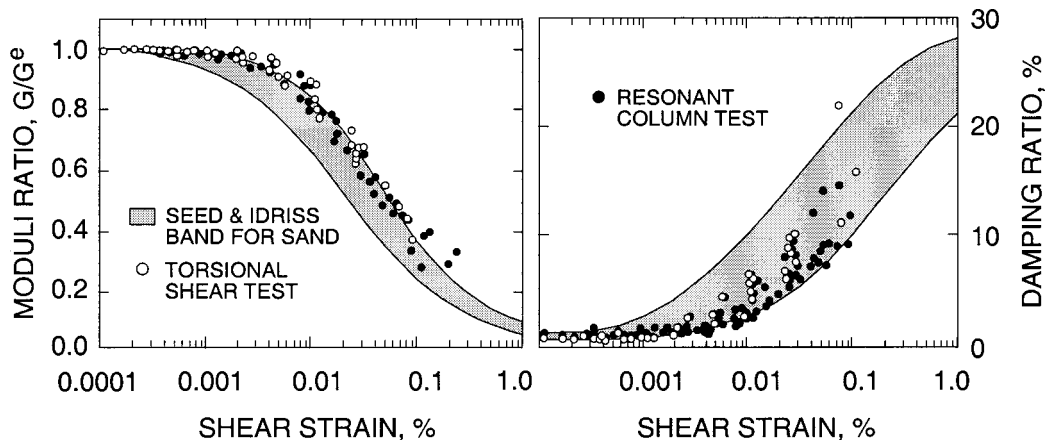 MODULI RATIO, G/Gᵉ
1.0
0.8
0.6
0.4
0.2
0.0
SEED & IDRISS
BAND FOR SAND
TORSIONAL
SHEAR TEST
0.0001 0.001 0.01 0.1 1.0
SHEAR STRAIN, %
RESONANT
COLUMN TEST
30
20
10
0
DAMPING RATIO, %
0.001 0.01 0.1 1.0
SHEAR STRAIN, %